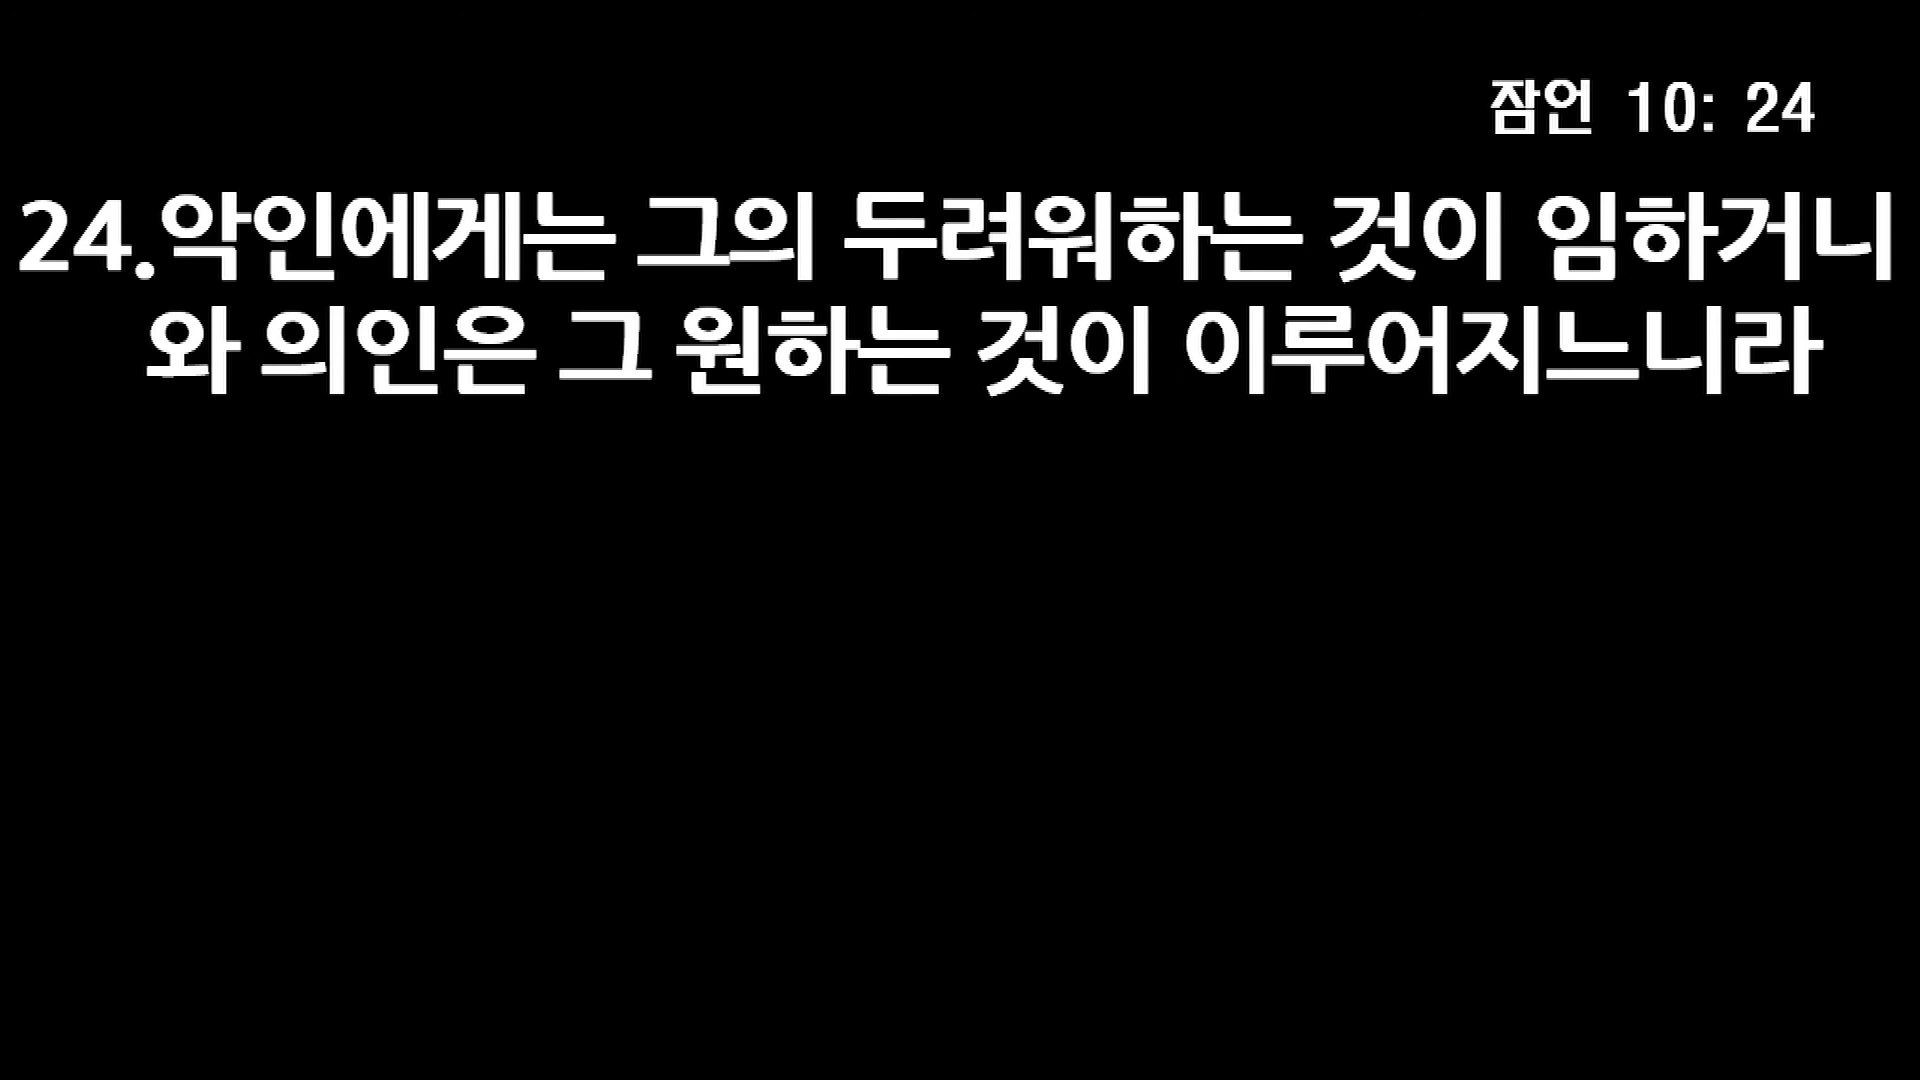 잠언 10: 24
24.악인에게는 그의 두려워하는 것이 임하거니
와 의인은 그 원하는 것이 이루어지느니라